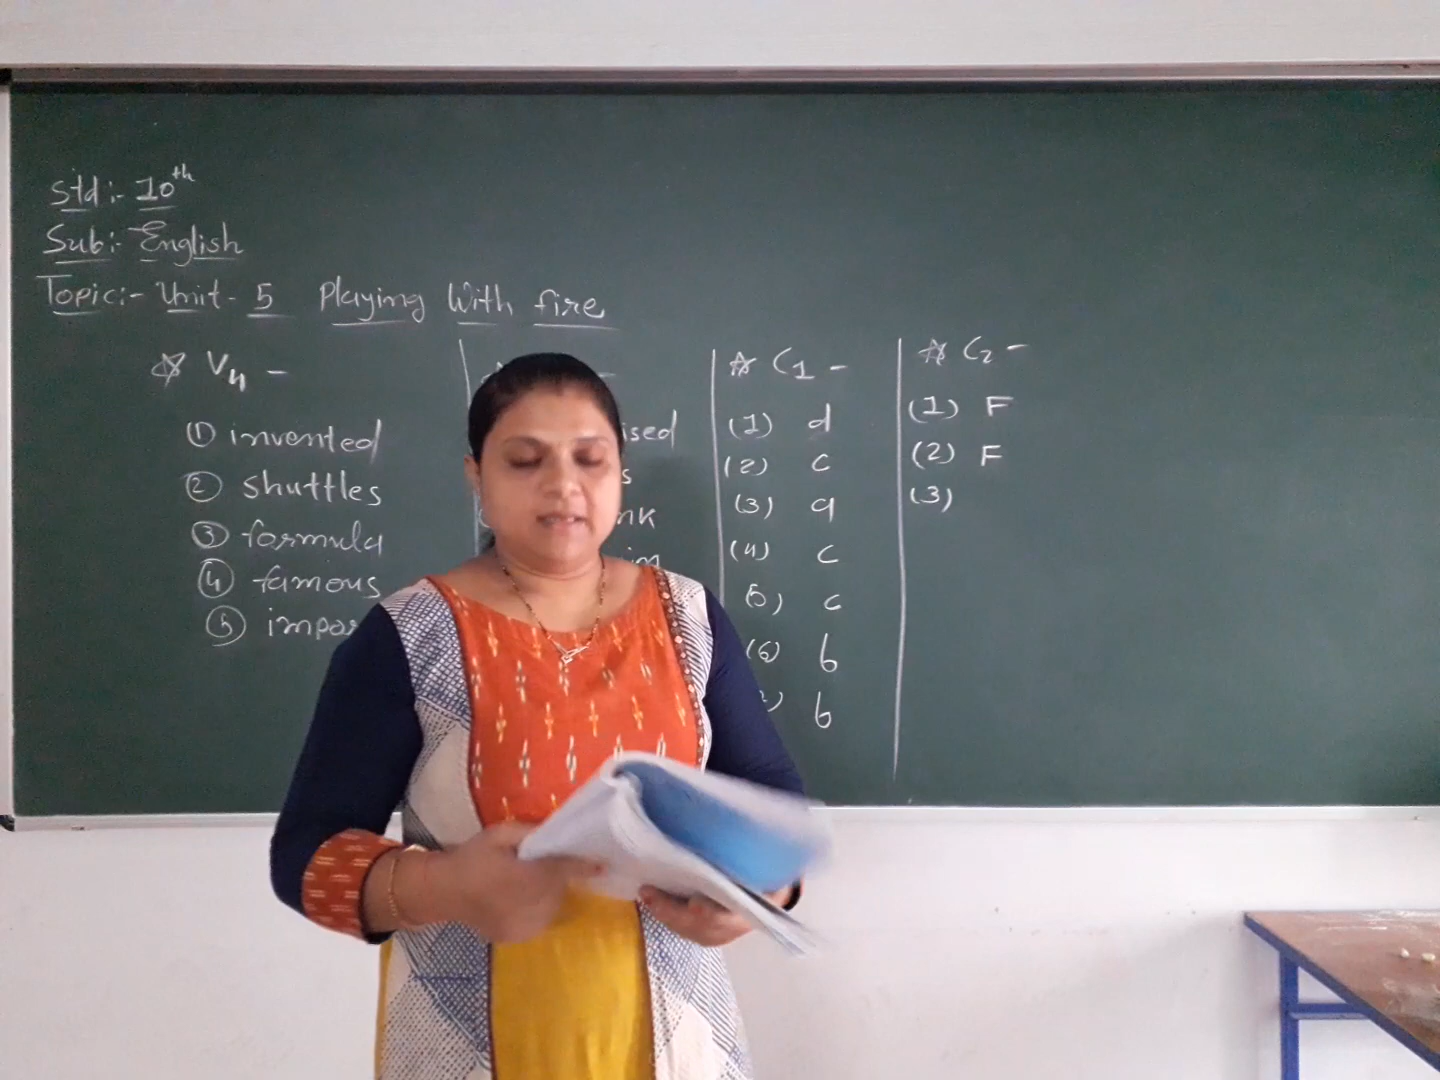 Std:- 10th
Sub:- English
Topic:- Unit- 5 Playing With fire
☆ V4 -
① invented
② shuttles
③ formula
④ famous
⑤
☆ C1 -
(1) d
(2) c
(3) a
(4) c
5) c
(6) b
b
☆ C2 -
(1) F
(2) F
(3)